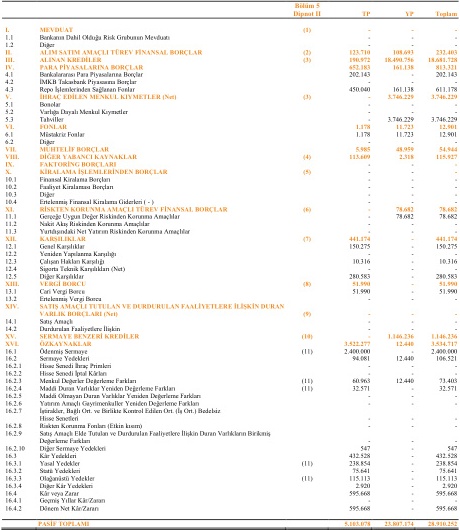 Bölüm 5
Dipnot II TP YP Toplam
I. MEVDUAT (1) - - -
1.1 Bankanın Dahil Olduğu Risk Grubunun Mevduatı - - -
1.2 Diğer - - -
II. ALIM SATIM AMAÇLI TÜREV FİNANSAL BORÇLAR (2) 123.710 108.693 232.403
III. ALINAN KREDİLER (3) 190.972 18.490.756 18.681.728
IV. PARA PİYASALARINA BORÇLAR 652.183 161.138 813.321
4.1 Bankalararası Para Piyasalarına Borçlar 202.143 - 202.143
4.2 İMKB Takasbank Piyasasına Borçlar - - -
4.3 Repo İşlemlerinden Sağlanan Fonlar 450.040 161.138 611.178
V. İHRAÇ EDİLEN MENKUL KIYMETLER (Net) (3) - 3.746.229 3.746.229
5.1 Bonolar - - -
5.2 Varlığa Dayalı Menkul Kıymetler - - -
5.3 Tahviller - 3.746.229 3.746.229
VI. FONLAR 1.178 11.723 12.901
6.1 Müstakriz Fonlar 1.178 11.723 12.901
6.2 Diğer - - -
VII. MUHTELİF BORÇLAR 5.985 48.959 54.944
VIII. DİĞER YABANCI KAYNAKLAR (4) 113.609 2.318 115.927
IX. FAKTORİNG BORÇLARI - - -
X. KİRALAMA İŞLEMLERİNDEN BORÇLAR (5) - - -
10.1 Finansal Kiralama Borçları - - -
10.2 Faaliyet Kiralaması Borçları - - -
10.3 Diğer - - -
10.4 Ertelenmiş Finansal Kiralama Giderleri ( - ) - - -
XI. RİSKTEN KORUNMA AMAÇLI TÜREV FİNANSAL BORÇLAR (6) - 78.682 78.682
11.1 Gerçeğe Uygun Değer Riskinden Korunma Amaçlılar - 78.682 78.682
11.2 Nakit Akış Riskinden Korunma Amaçlılar - - -
11.3 Yurtdışındaki Net Yatırım Riskinden Korunma Amaçlılar - - -
XII. KARŞILIKLAR (7) 441.174 - 441.174
12.1 Genel Karşılıklar 150.275 - 150.275
12.2 Yeniden Yapılanma Karşılığı - - -
12.3 Çalışan Hakları Karşılığı 10.316 - 10.316
12.4 Sigorta Teknik Karşılıkları (Net) - - -
12.5 Diğer Karşılıklar 280.583 - 280.583
XIII. VERGİ BORCU (8) 51.990 - 51.990
13.1 Cari Vergi Borcu 51.990 - 51.990
13.2 Ertelenmiş Vergi Borcu - - -
XIV. SATIŞ AMAÇLI TUTULAN VE DURDURULAN FAALİYETLERE İLİŞKİN DURAN
VARLIK BORÇLARI (Net) (9) - - -
14.1 Satış Amaçlı - - -
14.2 Durdurulan Faaliyetlere İlişkin - - -
XV. SERMAYE BENZERİ KREDİLER (10) - 1.146.236 1.146.236
XVI. ÖZKAYNAKLAR 3.522.277 12.440 3.534.717
16.1 Ödenmiş Sermaye (11) 2.400.000 - 2.400.000
16.2 Sermaye Yedekleri 94.081 12.440 106.521
16.2.1 Hisse Senedi İhraç Primleri - - -
16.2.2 Hisse Senedi İptal Kârları - - -
16.2.3 Menkul Değerler Değerleme Farkları (11) 60.963 12.440 73.403
16.2.4 Maddi Duran Varlıklar Yeniden Değerleme Farkları (11) 32.571 - 32.571
16.2.5 Maddi Olmayan Duran Varlıklar Yeniden Değerleme Farkları - - -
16.2.6 Yatırım Amaçlı Gayrimenkuller Yeniden Değerleme Farkları - - -
16.2.7 İştirakler, Bağlı Ort. ve Birlikte Kontrol Edilen Ort. (İş Ort.) Bedelsiz
Hisse Senetleri - - -
16.2.8 Riskten Korunma Fonları (Etkin kısım) - - -
16.2.9 Satış Amaçlı Elde Tutulan ve Durdurulan Faaliyetlere İlişkin Duran Varlıkların Birikmiş
Değerleme Farkları - - -
16.2.10 Diğer Sermaye Yedekleri 547 - 547
16.3 Kâr Yedekleri 432.528 - 432.528
16.3.1 Yasal Yedekler (11) 238.854 - 238.854
16.3.2 Statü Yedekleri 75.641 - 75.641
16.3.3 Olağanüstü Yedekler (11) 115.113 - 115.113
16.3.4 Diğer Kâr Yedekleri 2.920 - 2.920
16.4 Kâr veya Zarar 595.668 - 595.668
16.4.1 Geçmiş Yıllar Kâr/Zararı - - -
16.4.2 Dönem Net Kâr/Zararı 595.668 - 595.668
PASİF TOPLAMI 5.103.078 23.807.174 28.910.252